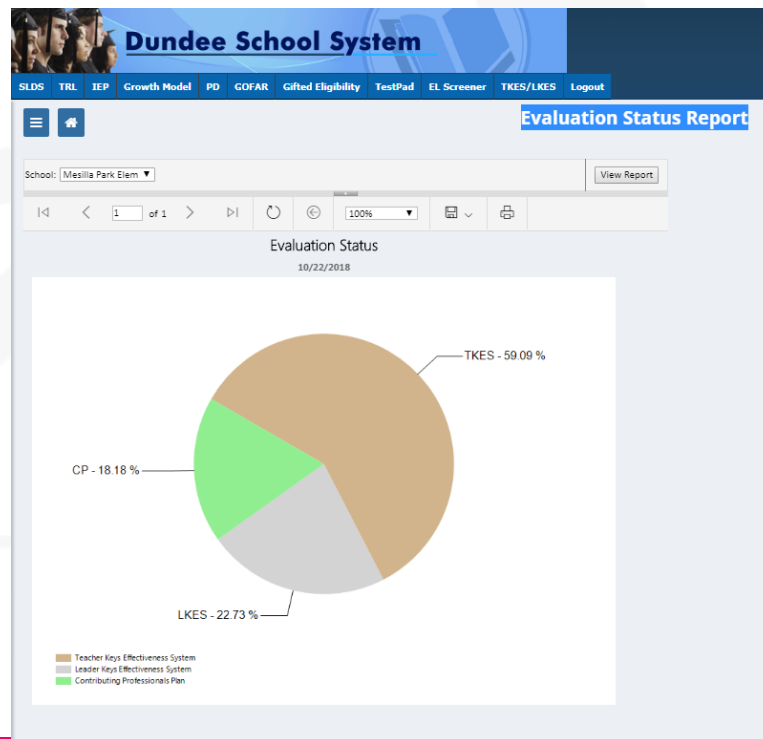 Dundee School System
SLDS TRL IEP Growth Model PD GOFAR Gifted Eligibility TestPad EL Screener TKES/LKES Logout
Evaluation Status Report
School: Mesilla Park Elem ▼ View Report
1 of 1 100% ▼
Evaluation Status
10/22/2018
TKES - 59.09 %
CP - 18.18 %
LKES - 22.73 %
Teacher Keys Effectiveness System
Leader Keys Effectiveness System
Contributing Professionals Plan